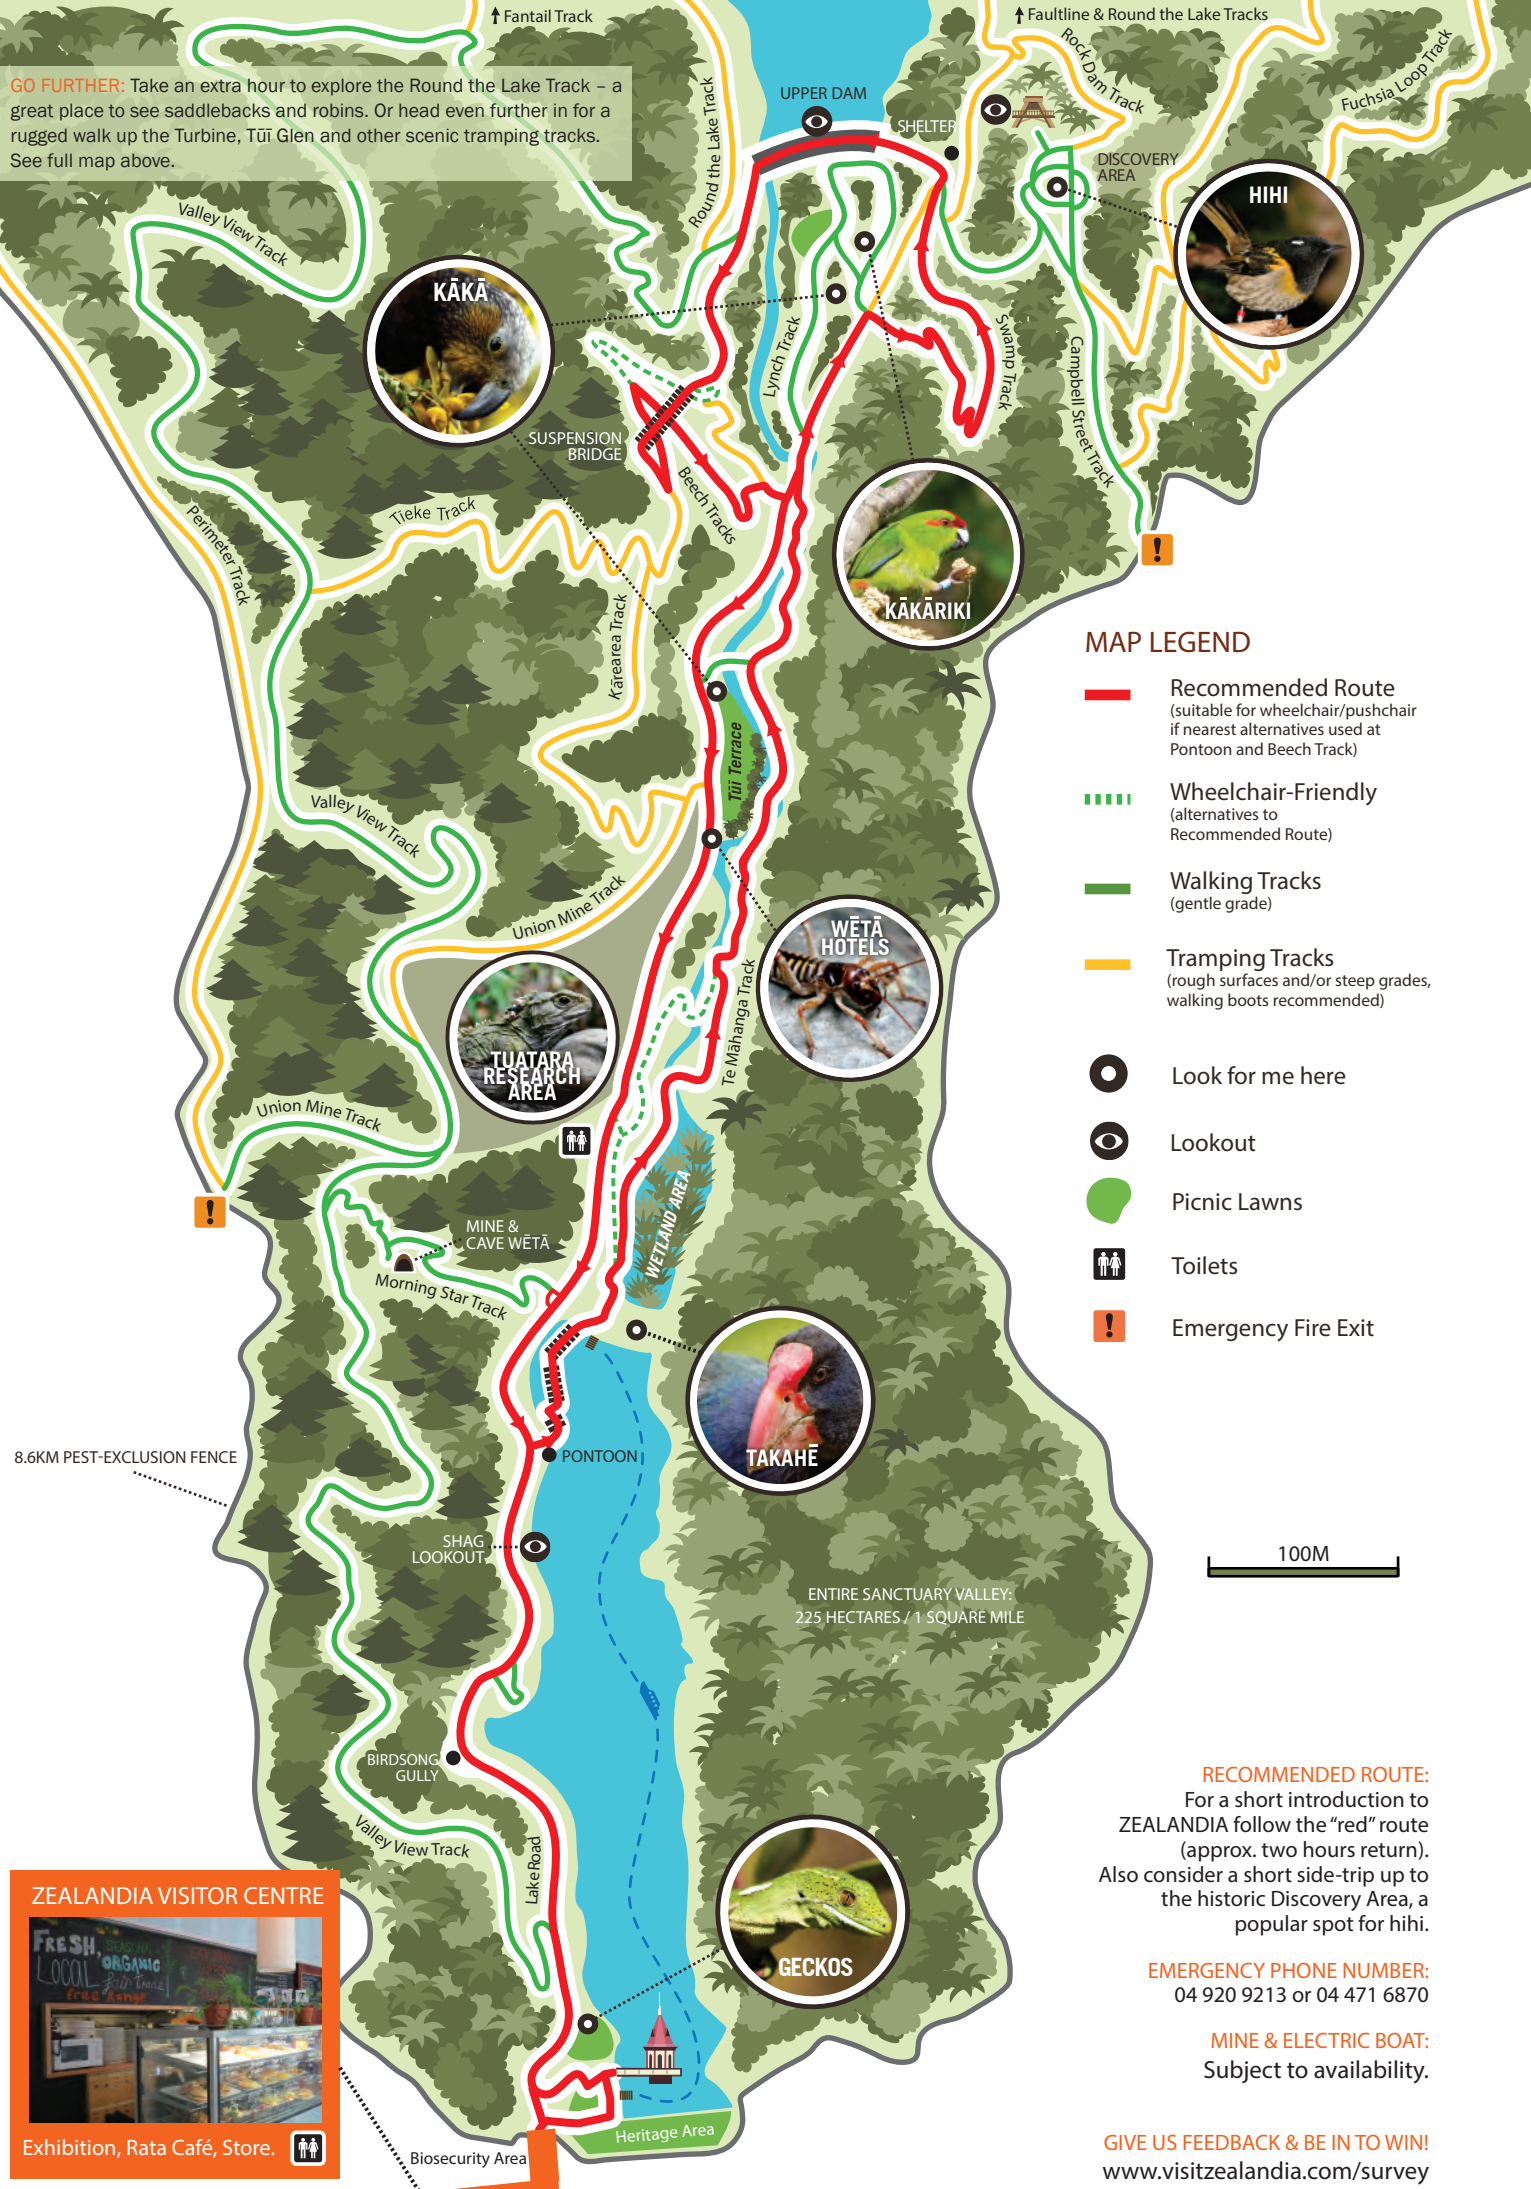 Fantail Track
Faultline & Round the Lake Tracks
Rock Dam Track
Fuchsia Loop Track
GO FURTHER: Take an extra hour to explore the Round the Lake Track – a
great place to see saddlebacks and robins. Or head even further in for a
rugged walk up the Turbine, Tūī Glen and other scenic tramping tracks.
See full map above.
UPPER DAM
SHELTER
Round the Lake Track
DISCOVERY
AREA
HIHI
Valley View Track
KĀKĀ
Lynch Track
Swamp Track
Campbell Street Track
SUSPENSION
BRIDGE
Beech Tracks
Tieke Track
Perimeter Track
KĀKĀRIKI
Kārearea Track
MAP LEGEND
Recommended Route
(suitable for wheelchair/pushchair
if nearest alternatives used at
Pontoon and Beech Track)
Wheelchair-Friendly
(alternatives to
Recommended Route)
Walking Tracks
(gentle grade)
Tramping Tracks
(rough surfaces and/or steep grades,
walking boots recommended)
Look for me here
Lookout
Picnic Lawns
Toilets
Emergency Fire Exit
Tūī Terrace
Valley View Track
Union Mine Track
WĒTĀ
HOTELS
TUATARA
RESEARCH
AREA
Te Māhanga Track
Union Mine Track
WETLAND AREA
MINE &
CAVE WĒTĀ
Morning Star Track
TAKAHĒ
8.6KM PEST-EXCLUSION FENCE
PONTOON
SHAG
LOOKOUT
100M
ENTIRE SANCTUARY VALLEY:
225 HECTARES / 1 SQUARE MILE
BIRDSONG
GULLY
Valley View Track
Lake Road
GECKOS
RECOMMENDED ROUTE:
For a short introduction to
ZEALANDIA follow the “red” route
(approx. two hours return).
Also consider a short side-trip up to
the historic Discovery Area, a
popular spot for hihi.
EMERGENCY PHONE NUMBER:
04 920 9213 or 04 471 6870
MINE & ELECTRIC BOAT:
Subject to availability.
GIVE US FEEDBACK & BE IN TO WIN!
www.visitzealandia.com/survey
ZEALANDIA VISITOR CENTRE
FRESH,
LOCAL
ORGANIC
free Range
Exhibition, Rata Café, Store.
Heritage Area
Biosecurity Area